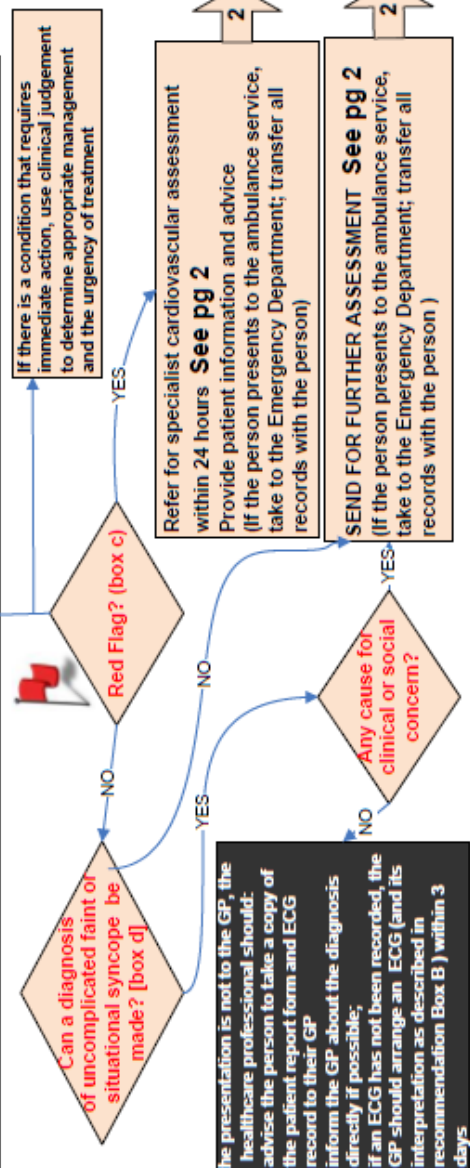 If there is a condition that requires
immediate action, use clinical judgement
to determine appropriate management
and the urgency of treatment
Red Flag? (box c)
YES
Refer for specialist cardiovascular assessment
within 24 hours See pg 2
Provide patient information and advice
(If the person presents to the ambulance service,
take to the Emergency Department; transfer all
records with the person)
2
NO
Can a diagnosis
of uncomplicated faint of
situational syncope be
made? [box d]
NO
SEND FOR FURTHER ASSESSMENT See pg 2
(If the person presents to the ambulance service,
take to the Emergency Department; transfer all
records with the person )
2
YES
Any cause for
clinical or social
concern?
YES
NO
he presentation is not to the GP, the
healthcare professional should:
advise the person to take a copy of
the patient report form and ECG
record to their GP
inform the GP about the diagnosis
directly if possible;
if an ECG has not been recorded, the
GP should arrange an ECG (and its
interpretation as described in
recommendation Box B ) within 3
days